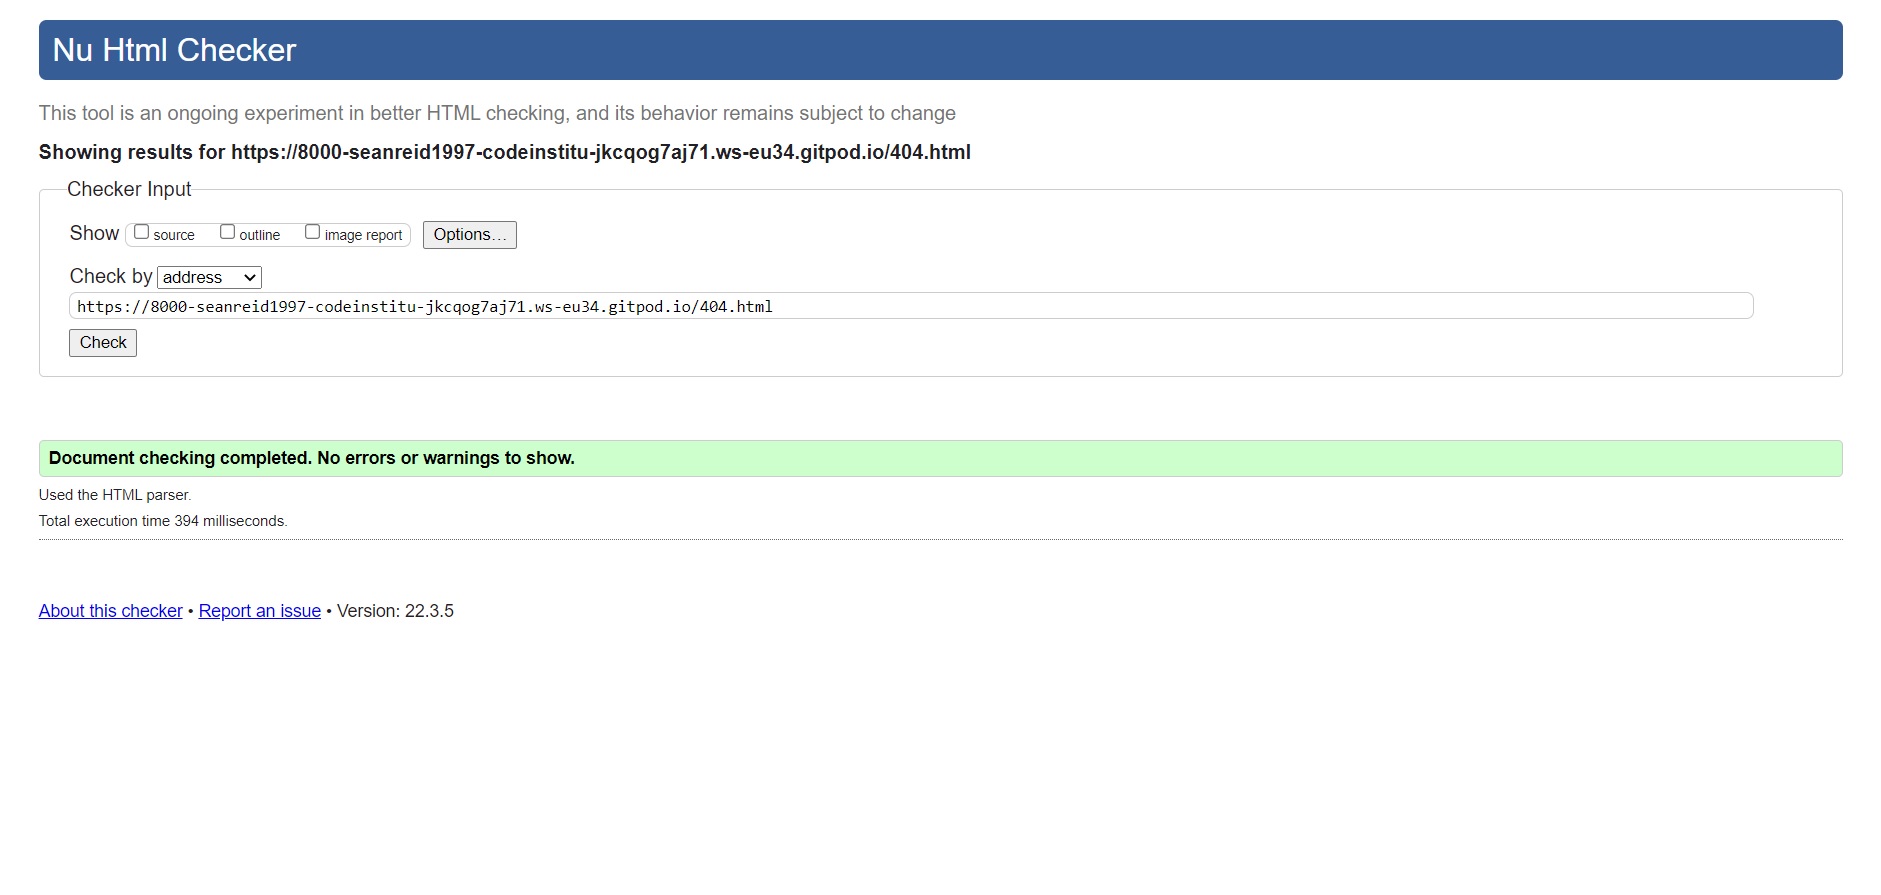 Nu Html Checker
This tool is an ongoing experiment in better HTML checking, and its behavior remains subject to change
Showing results for https://8000-seanreid1997-codeinstitu-jkcqog7aj71.ws-eu34.gitpod.io/404.html
Checker Input
Show source outline image report Options...
Check by address
https://8000-seanreid1997-codeinstitu-jkcqog7aj71.ws-eu34.gitpod.io/404.html
Check
Document checking completed. No errors or warnings to show.
Used the HTML parser.
Total execution time 394 milliseconds.
About this checker • Report an issue • Version: 22.3.5